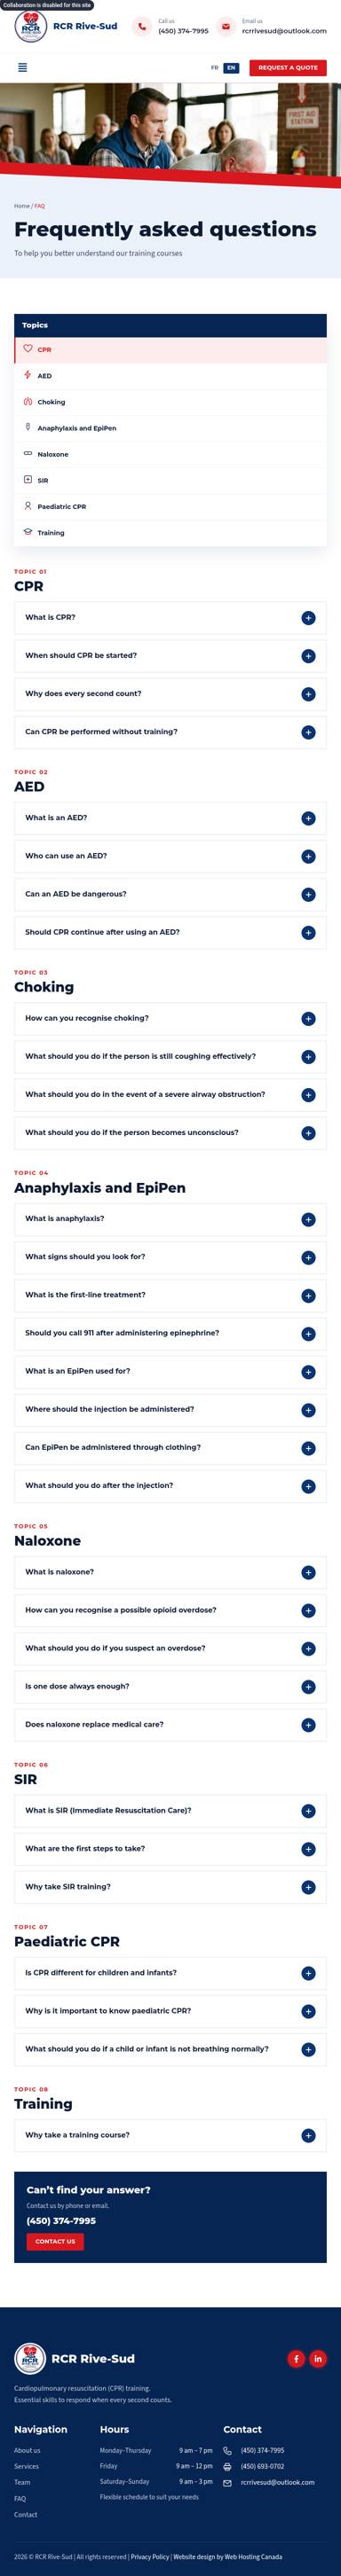 Collaboration is disabled for this site
RCR Rive-Sud
Call us
(450) 374-7995
Email us
rcrrivesud@outlook.com
FR
EN
REQUEST A QUOTE
FIRST AID
STATION
Home / FAQ
Frequently asked questions
To help you better understand our training courses
Topics
CPR
AED
Choking
Anaphylaxis and EpiPen
Naloxone
SIR
Paediatric CPR
Training
TOPIC 01
CPR
What is CPR?
When should CPR be started?
Why does every second count?
Can CPR be performed without training?
TOPIC 02
AED
What is an AED?
Who can use an AED?
Can an AED be dangerous?
Should CPR continue after using an AED?
TOPIC 03
Choking
How can you recognise choking?
What should you do if the person is still coughing effectively?
What should you do in the event of a severe airway obstruction?
What should you do if the person becomes unconscious?
TOPIC 04
Anaphylaxis and EpiPen
What is anaphylaxis?
What signs should you look for?
What is the first-line treatment?
Should you call 911 after administering epinephrine?
What is an EpiPen used for?
Where should the injection be administered?
Can EpiPen be administered through clothing?
What should you do after the injection?
TOPIC 05
Naloxone
What is naloxone?
How can you recognise a possible opioid overdose?
What should you do if you suspect an overdose?
Is one dose always enough?
Does naloxone replace medical care?
TOPIC 06
SIR
What is SIR (Immediate Resuscitation Care)?
What are the first steps to take?
Why take SIR training?
TOPIC 07
Paediatric CPR
Is CPR different for children and infants?
Why is it important to know paediatric CPR?
What should you do if a child or infant is not breathing normally?
TOPIC 08
Training
Why take a training course?
Can't find your answer?
Contact us by phone or email.
(450) 374-7995
CONTACT US
RCR Rive-Sud
Cardiopulmonary resuscitation (CPR) training.
Essential skills to respond when every second counts.
Navigation
About us
Services
Team
FAQ
Contact
Hours
Monday–Thursday 9 am – 7 pm
Friday 9 am – 12 pm
Saturday–Sunday 9 am – 3 pm
Flexible schedule to suit your needs
Contact
(450) 374-7995
(450) 693-0702
rcrrivesud@outlook.com
2026 © RCR Rive-Sud | All rights reserved | Privacy Policy | Website design by Web Hosting Canada